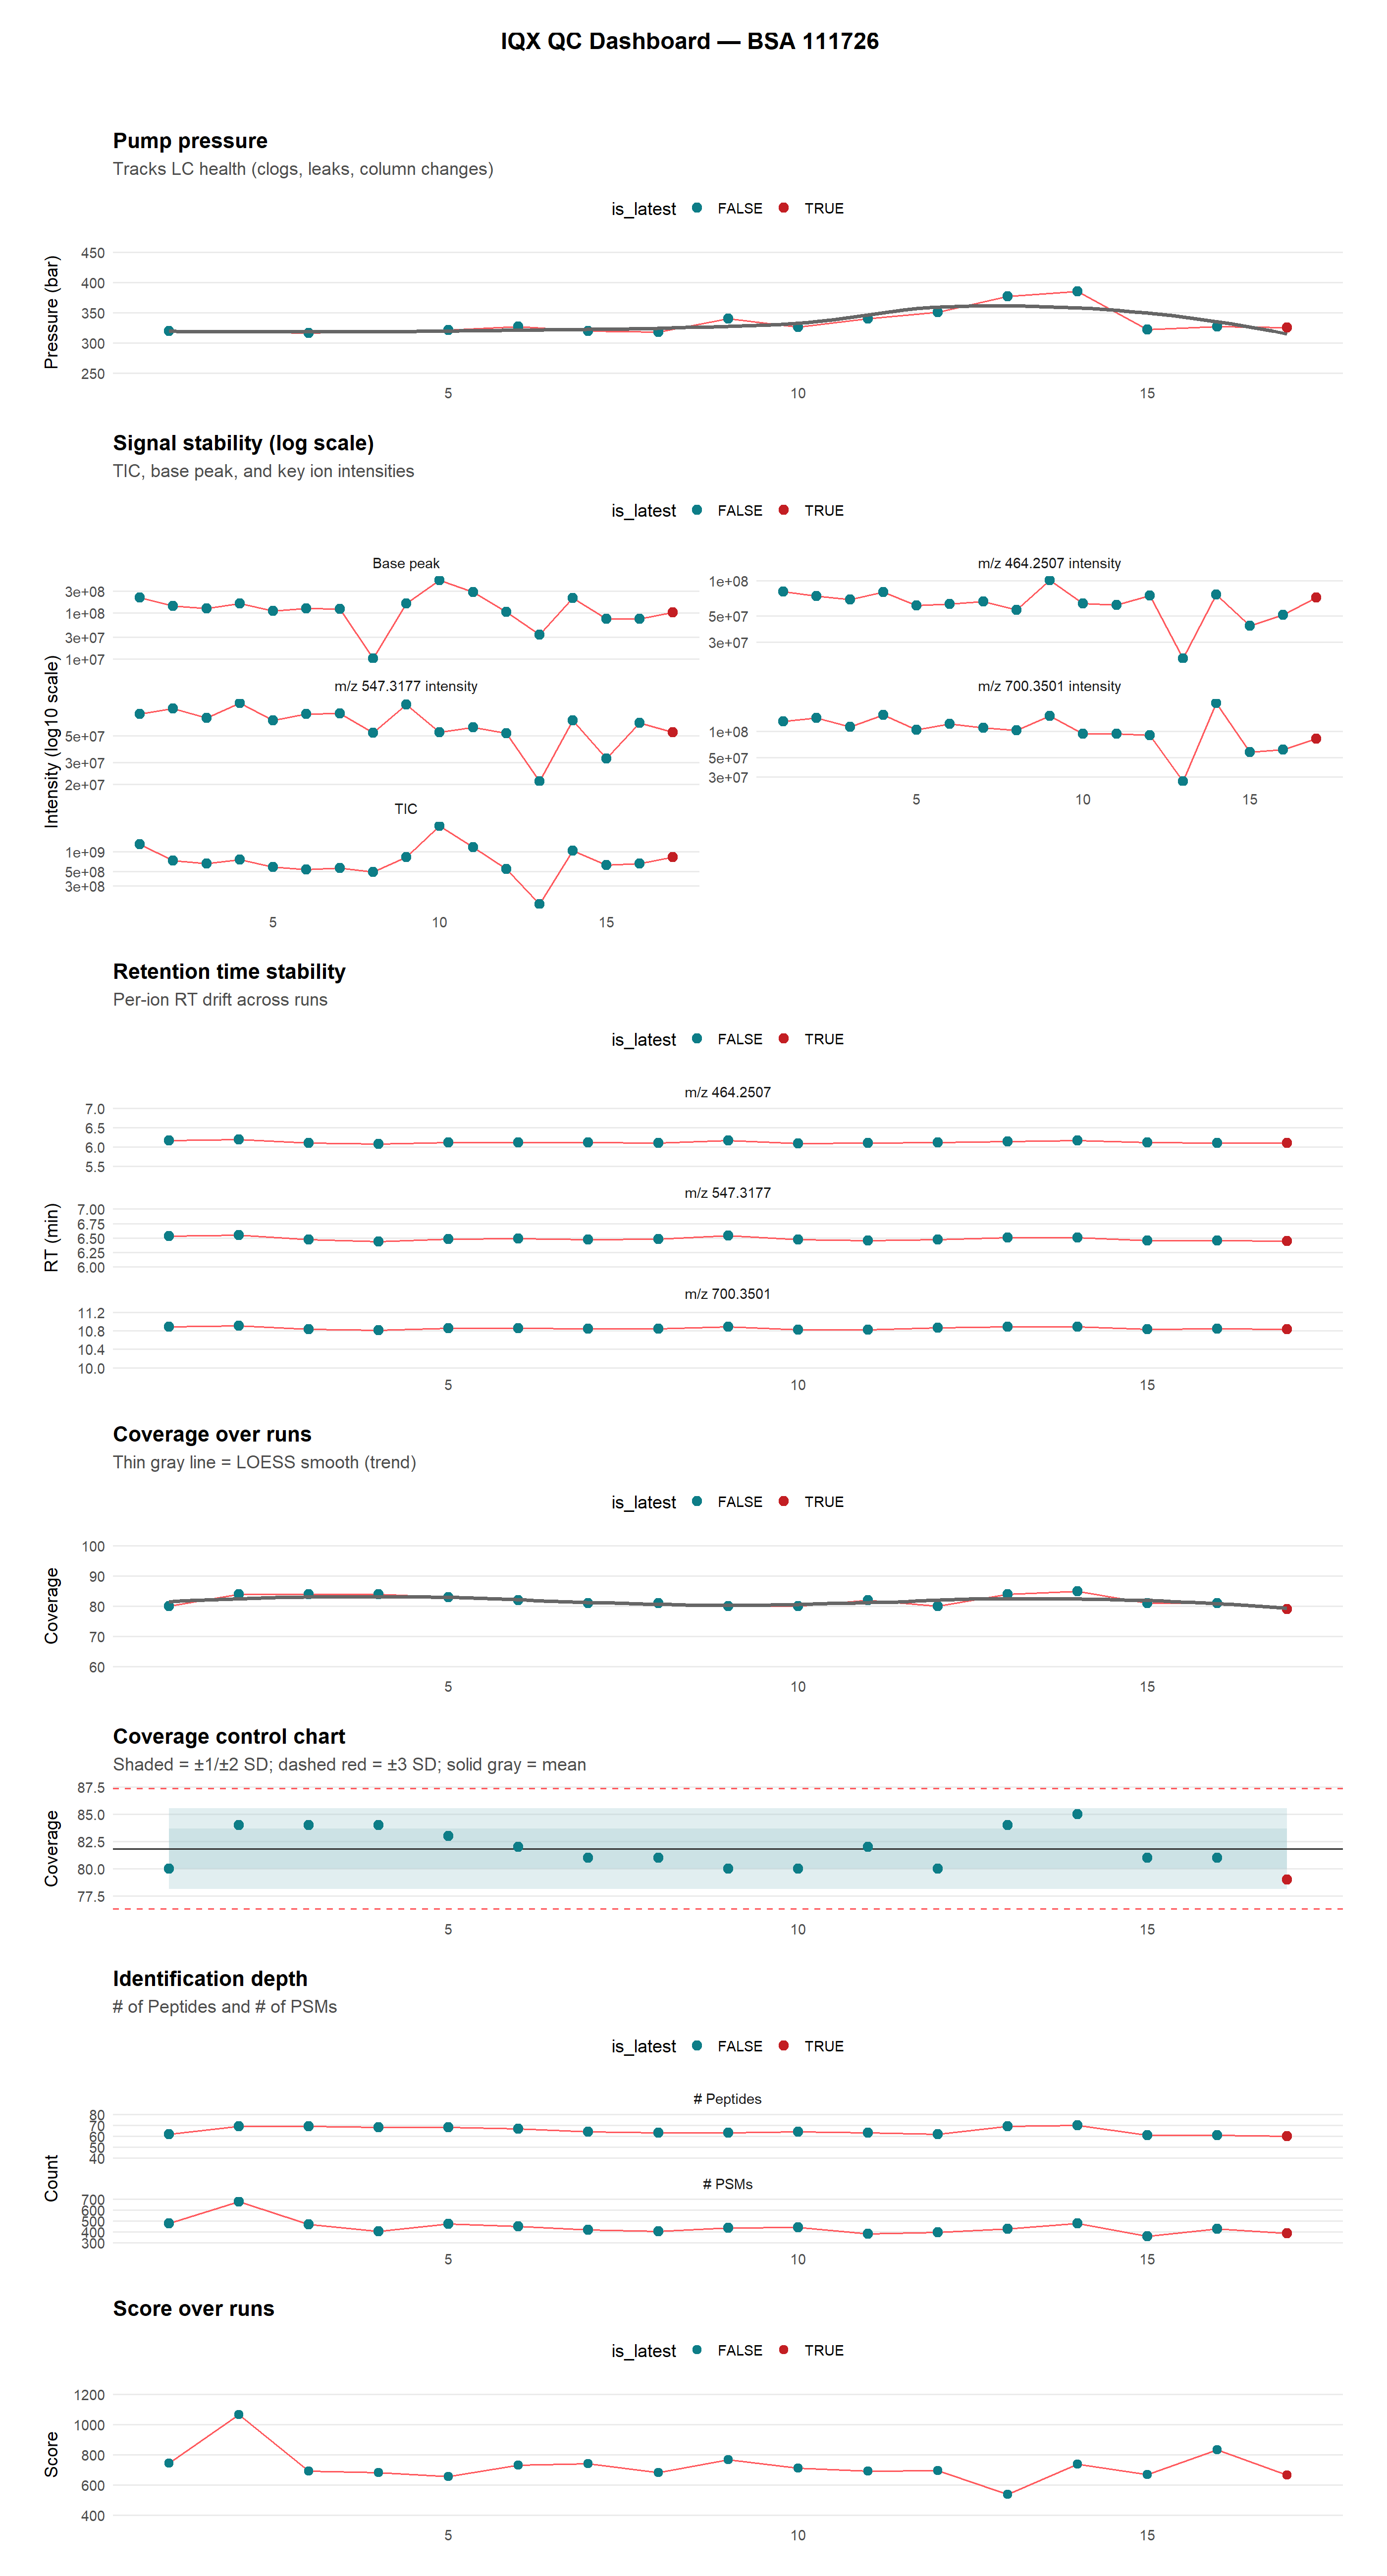 IQX QC Dashboard — BSA 111726
Pump pressure
Tracks LC health (clogs, leaks, column changes)
is_latest FALSE TRUE
Pressure (bar)
450
400
350
300
250
5 10 15
Signal stability (log scale)
TIC, base peak, and key ion intensities
is_latest FALSE TRUE
Intensity (log10 scale)
Base peak
3e+08
1e+08
3e+07
1e+07
m/z 464.2507 intensity
1e+08
5e+07
3e+07
m/z 547.3177 intensity
5e+07
3e+07
2e+07
m/z 700.3501 intensity
1e+08
5e+07
3e+07
5 10 15
TIC
1e+09
5e+08
3e+08
5 10 15
Retention time stability
Per-ion RT drift across runs
is_latest FALSE TRUE
RT (min)
m/z 464.2507
7.0
6.5
6.0
5.5
m/z 547.3177
7.00
6.75
6.50
6.25
6.00
m/z 700.3501
11.2
10.8
10.4
10.0
5 10 15
Coverage over runs
Thin gray line = LOESS smooth (trend)
is_latest FALSE TRUE
Coverage
100
90
80
70
60
5 10 15
Coverage control chart
Shaded = ±1/±2 SD; dashed red = ±3 SD; solid gray = mean
Coverage
87.5
85.0
82.5
80.0
77.5
5 10 15
Identification depth
# of Peptides and # of PSMs
is_latest FALSE TRUE
Count
# Peptides
80
70
60
50
40
# PSMs
700
600
500
400
300
5 10 15
Score over runs
is_latest FALSE TRUE
Score
1200
1000
800
600
400
5 10 15